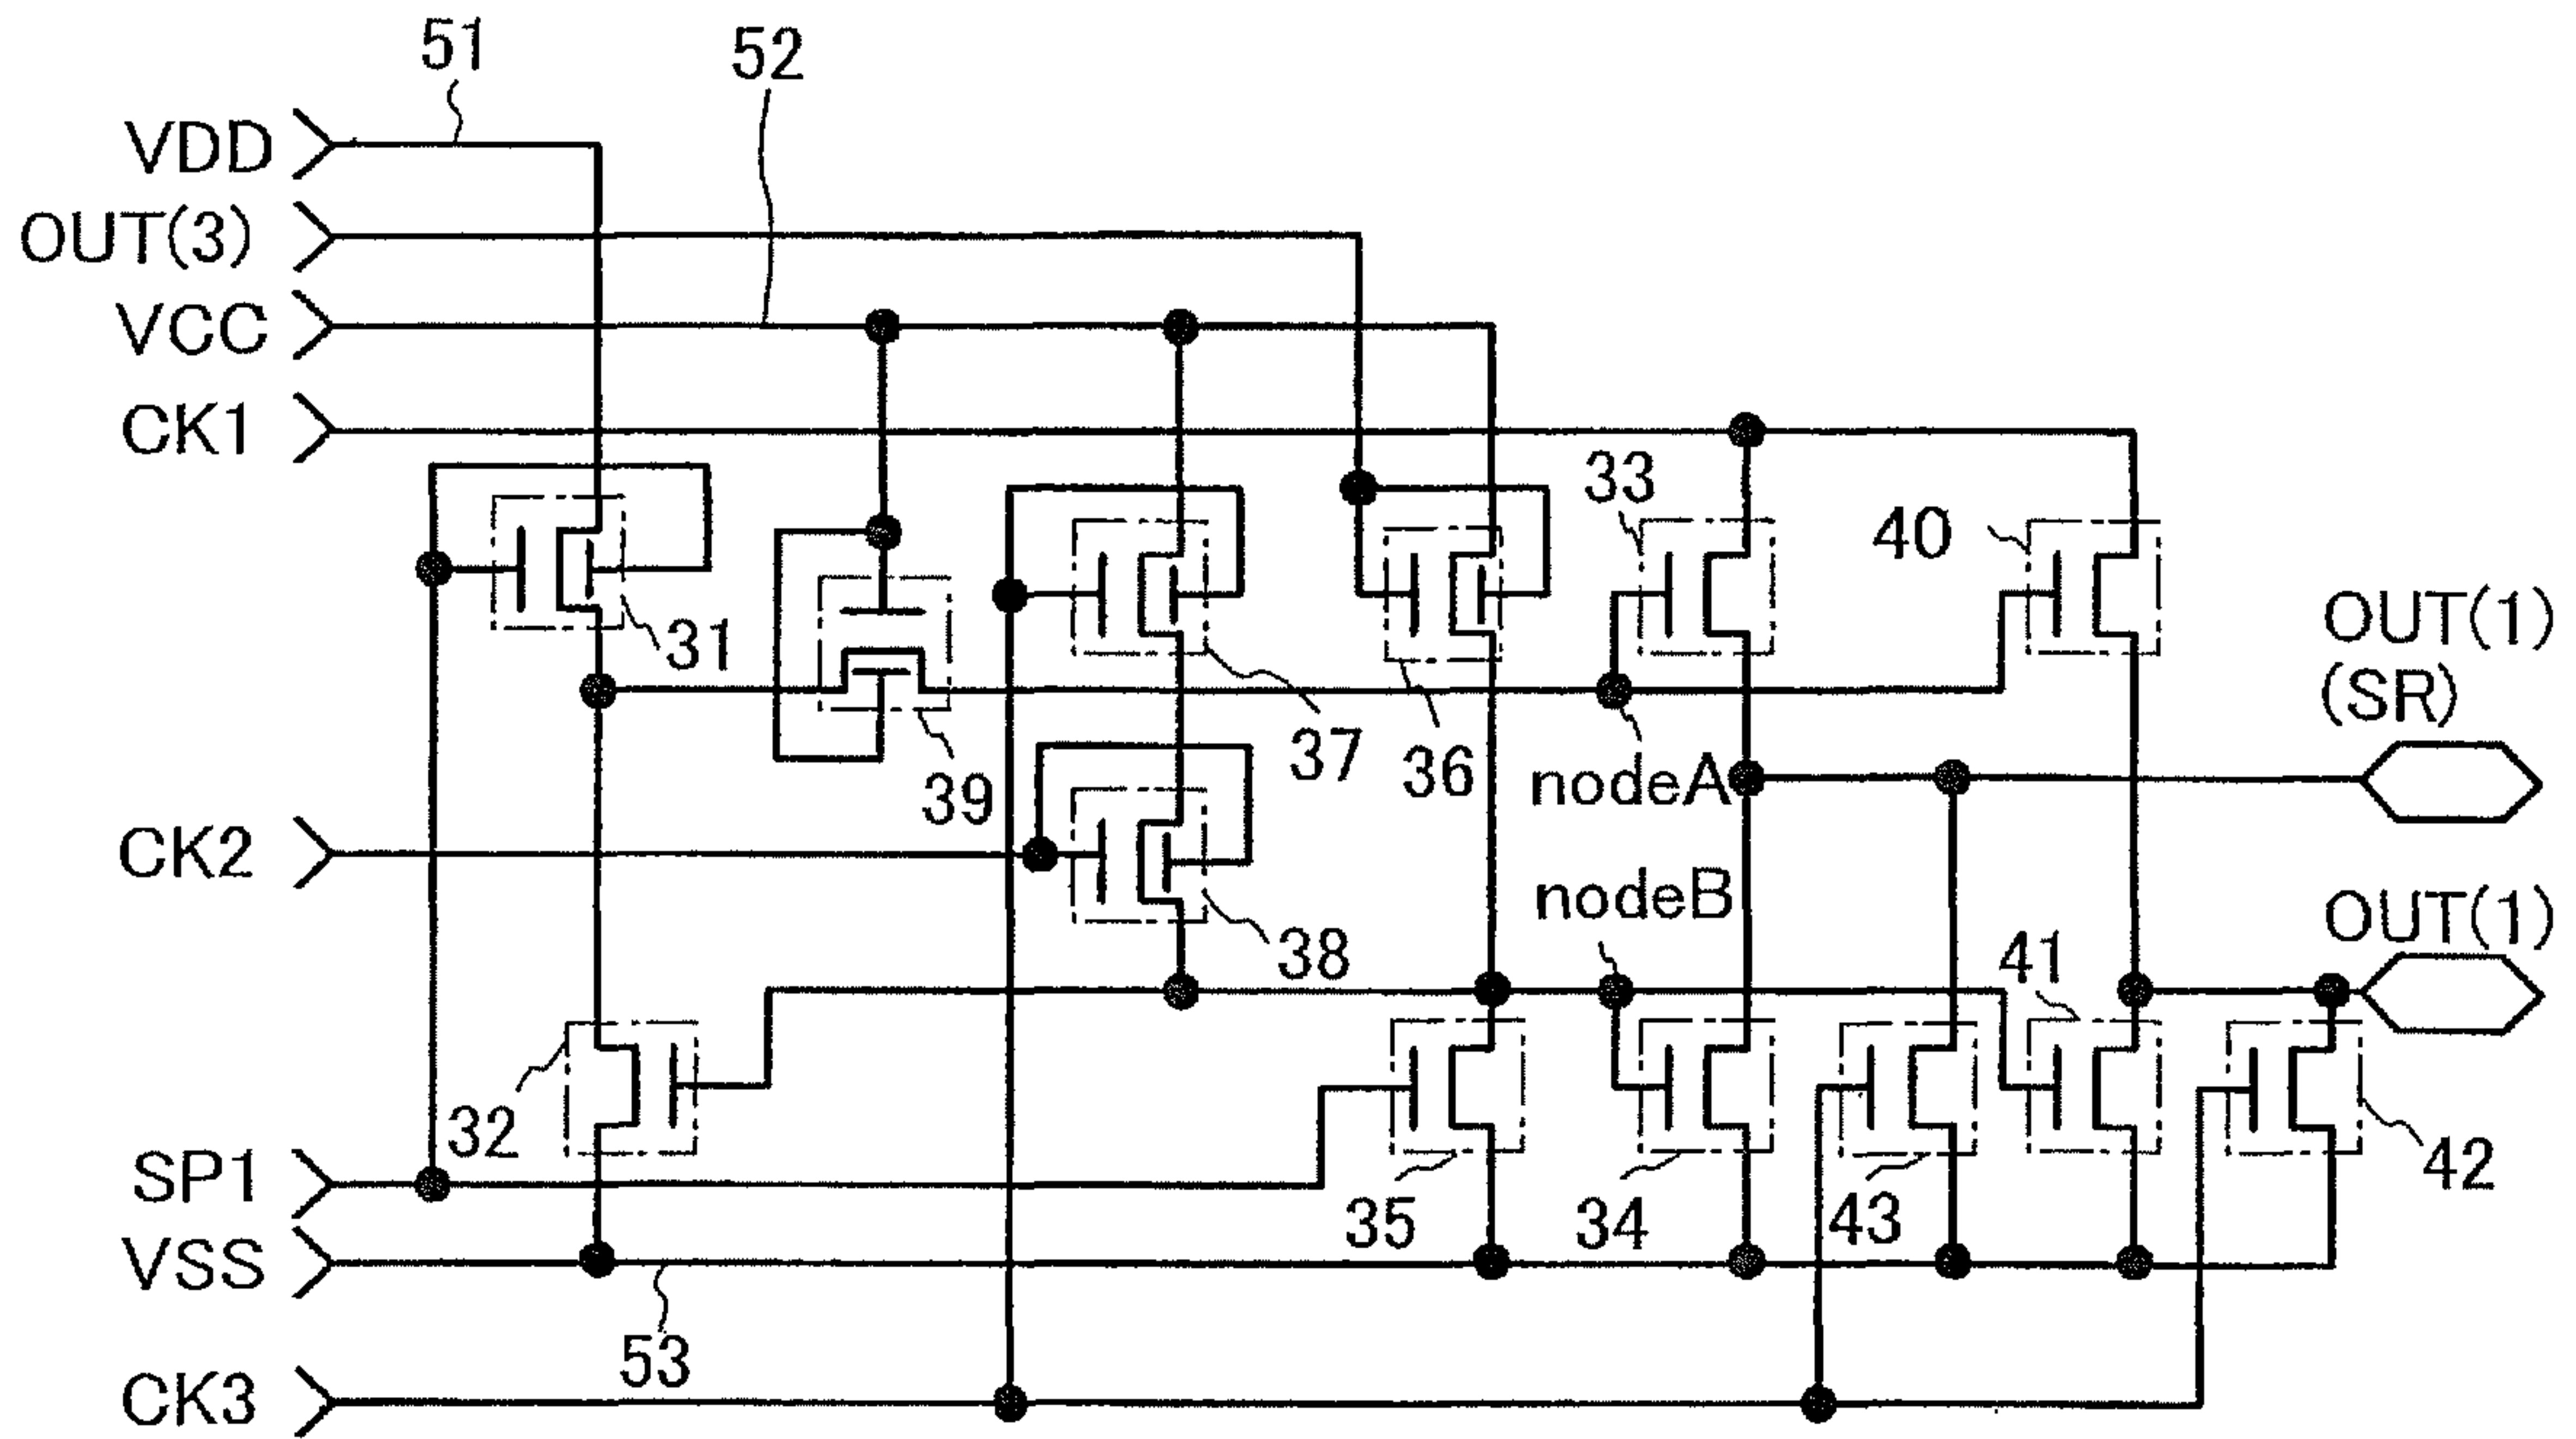 51
52
VDD
OUT(3)
VCC
CK1
33
40
OUT(1)
(SR)
31
37
36
nodeA
39
CK2
nodeB
OUT(1)
38
41
32
SP1
35
34
43
42
VSS
53
CK3